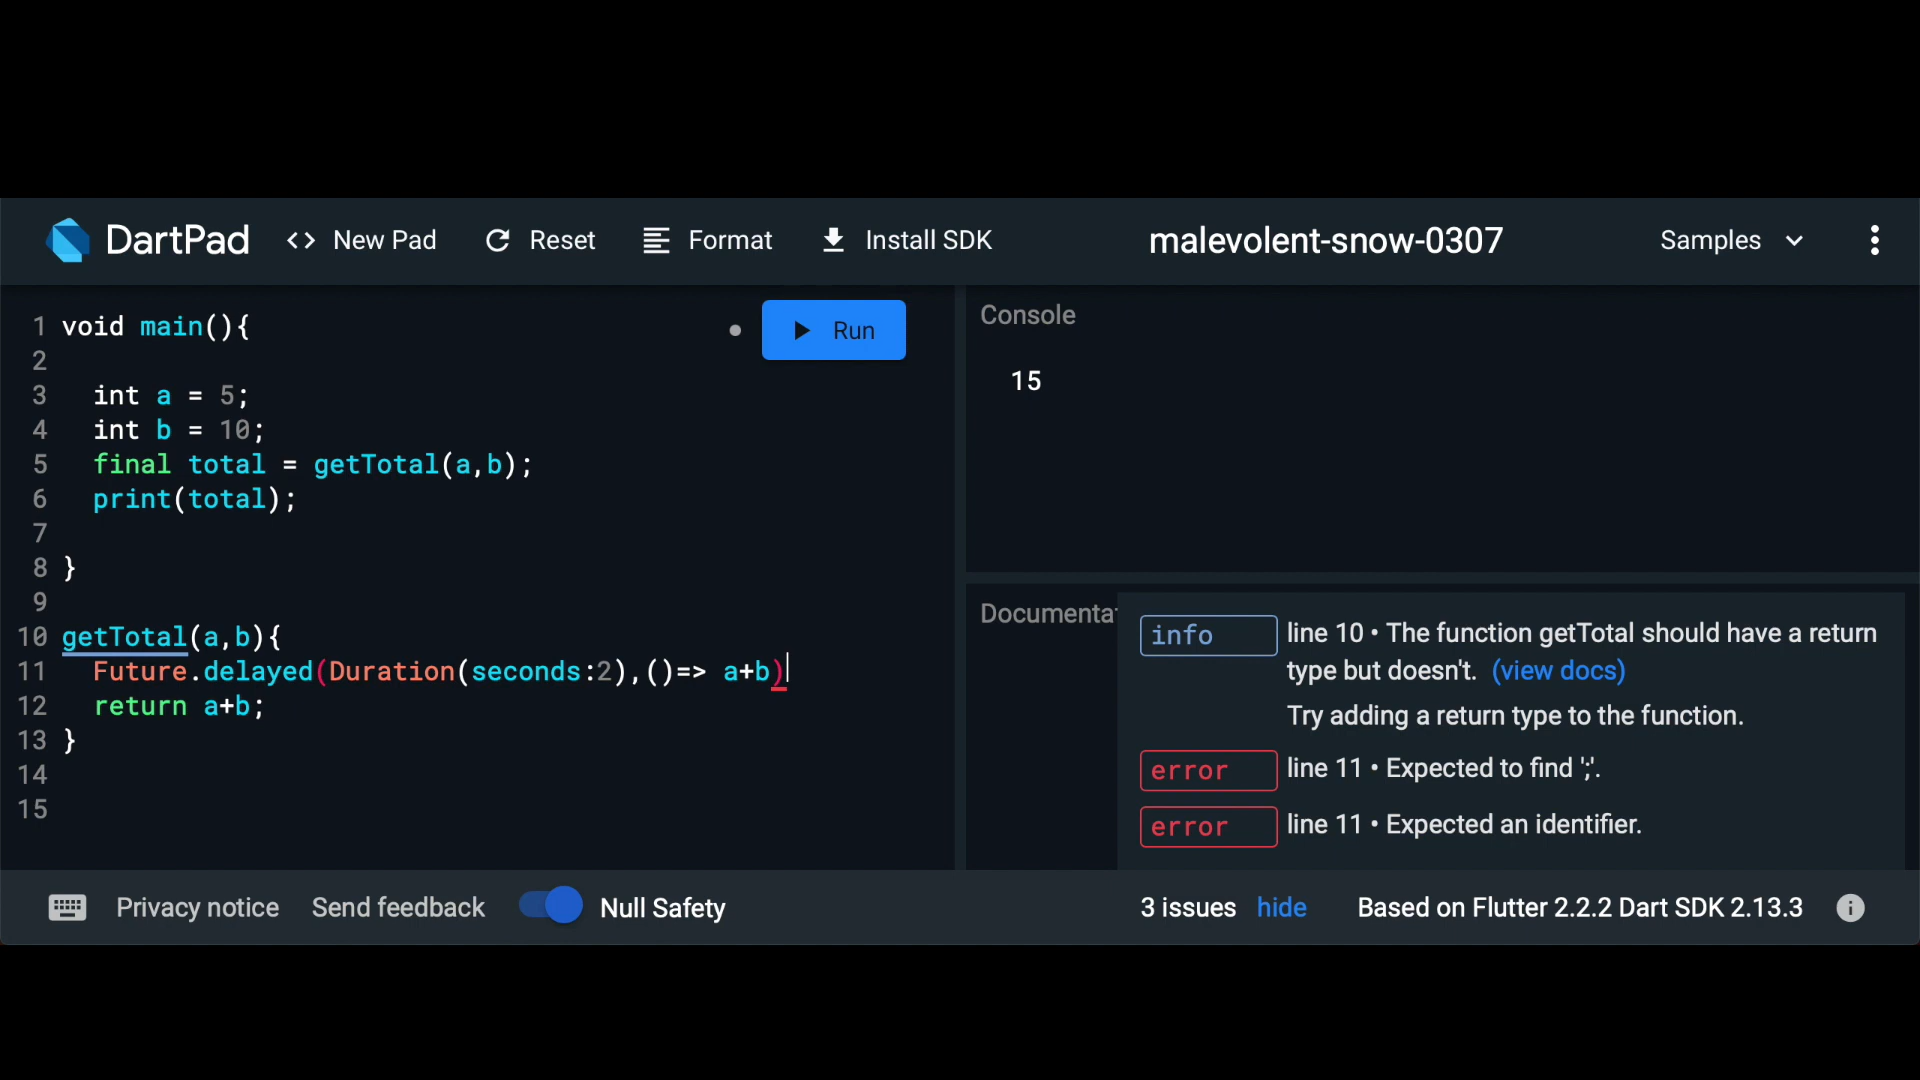 DartPad
<> New Pad
Reset
Format
Install SDK
malevolent-snow-0307
Samples
1 void main(){
2
3 int a = 5;
4 int b = 10;
5 final total = getTotal(a,b);
6 print(total);
7
8 }
9
10 getTotal(a,b){
11 Future.delayed(Duration(seconds:2),()=> a+b)
12 return a+b;
13 }
14
15
Run
Console
15
Documenta
info line 10 • The function getTotal should have a return
type but doesn't. (view docs)
Try adding a return type to the function.
error line 11 • Expected to find ';'.
error line 11 • Expected an identifier.
Privacy notice
Send feedback
Null Safety
3 issues hide
Based on Flutter 2.2.2 Dart SDK 2.13.3